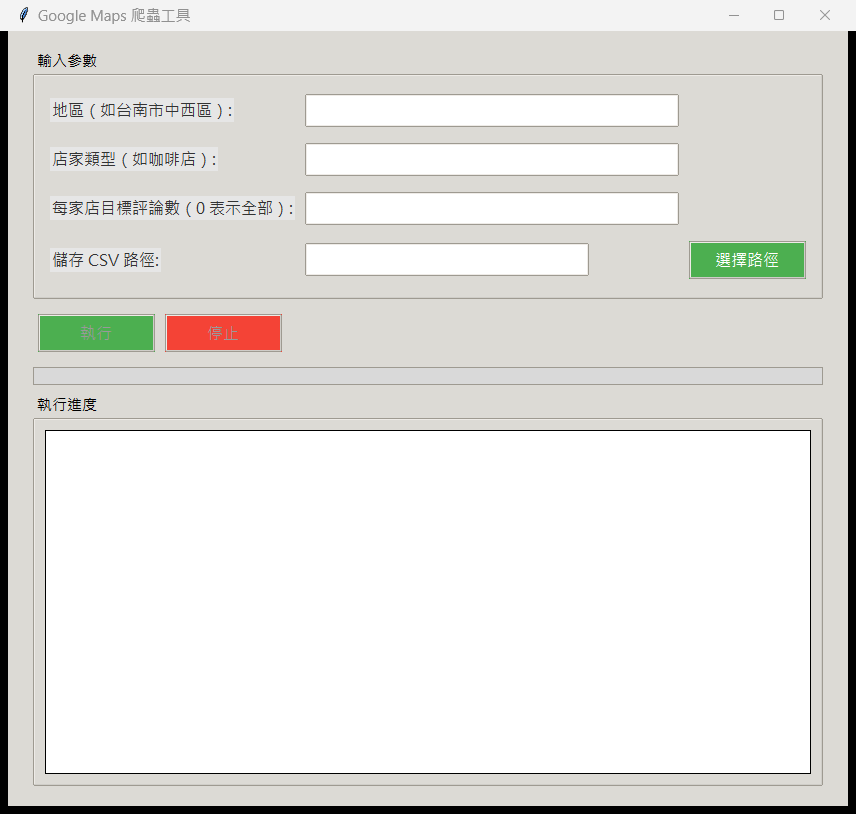 Google Maps 爬蟲工具
輸入參數
地區（如台南市中西區）:
店家類型（如咖啡店）:
每家店目標評論數（0 表示全部）:
儲存 CSV 路徑:
選擇路徑
執行
停止
執行進度